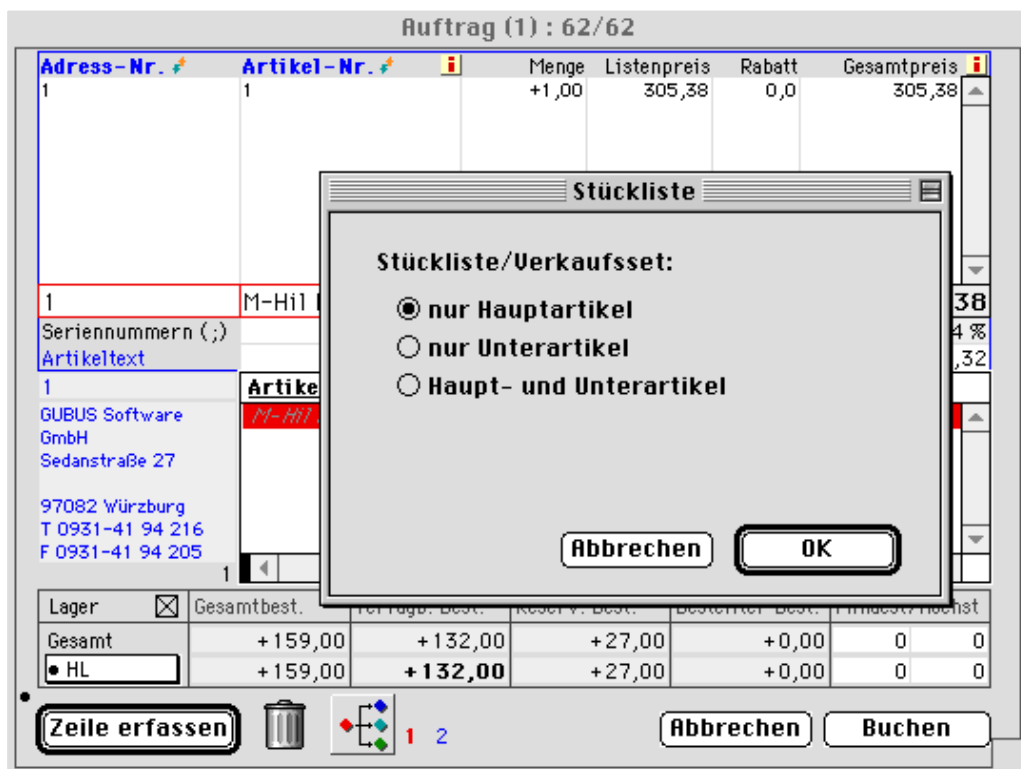 Auftrag (1) : 62/62
Adress-Nr. Artikel-Nr. i Menge Listenpreis Rabatt Gesamtpreis i
1 1 +1,00 305,38 0,0 305,38
Stückliste
Stückliste/Verkaufsset:
nur Hauptartikel
nur Unterartikel
Haupt- und Unterartikel
Abbrechen OK
1 M-Hil 38
Seriennummern (;) 4 %
Artikeltext ,32
1 Artike
GUBUS Software M-Hil
GmbH
Sedanstraße 27
97082 Würzburg
T 0931-41 94 216
F 0931-41 94 205
1
Lager Gesamtbest.
Gesamt +159,00 +132,00 +27,00 +0,00 0 0
HL +159,00 +132,00 +27,00 +0,00 0 0
Zeile erfassen 1 2 Abbrechen Buchen